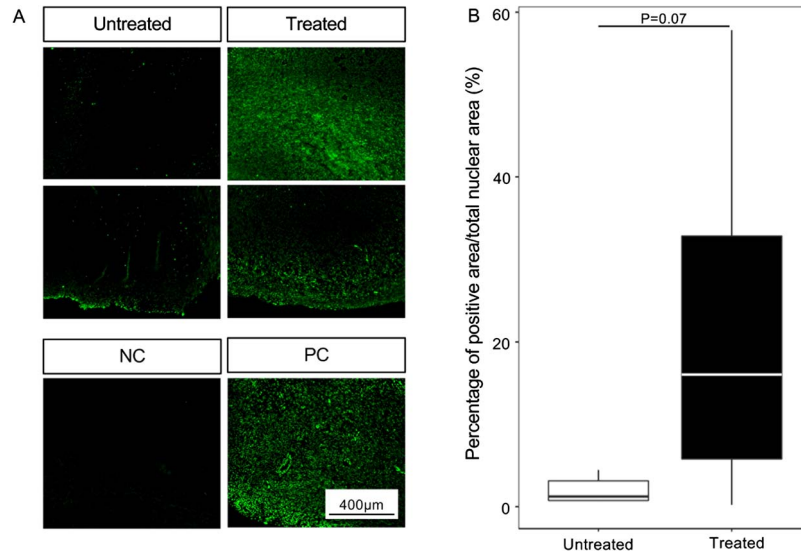 A
Untreated
Treated
NC
PC
400μm
B
P=0.07
Percentage of positive area/total nuclear area (%)
60
40
20
0
Untreated
Treated